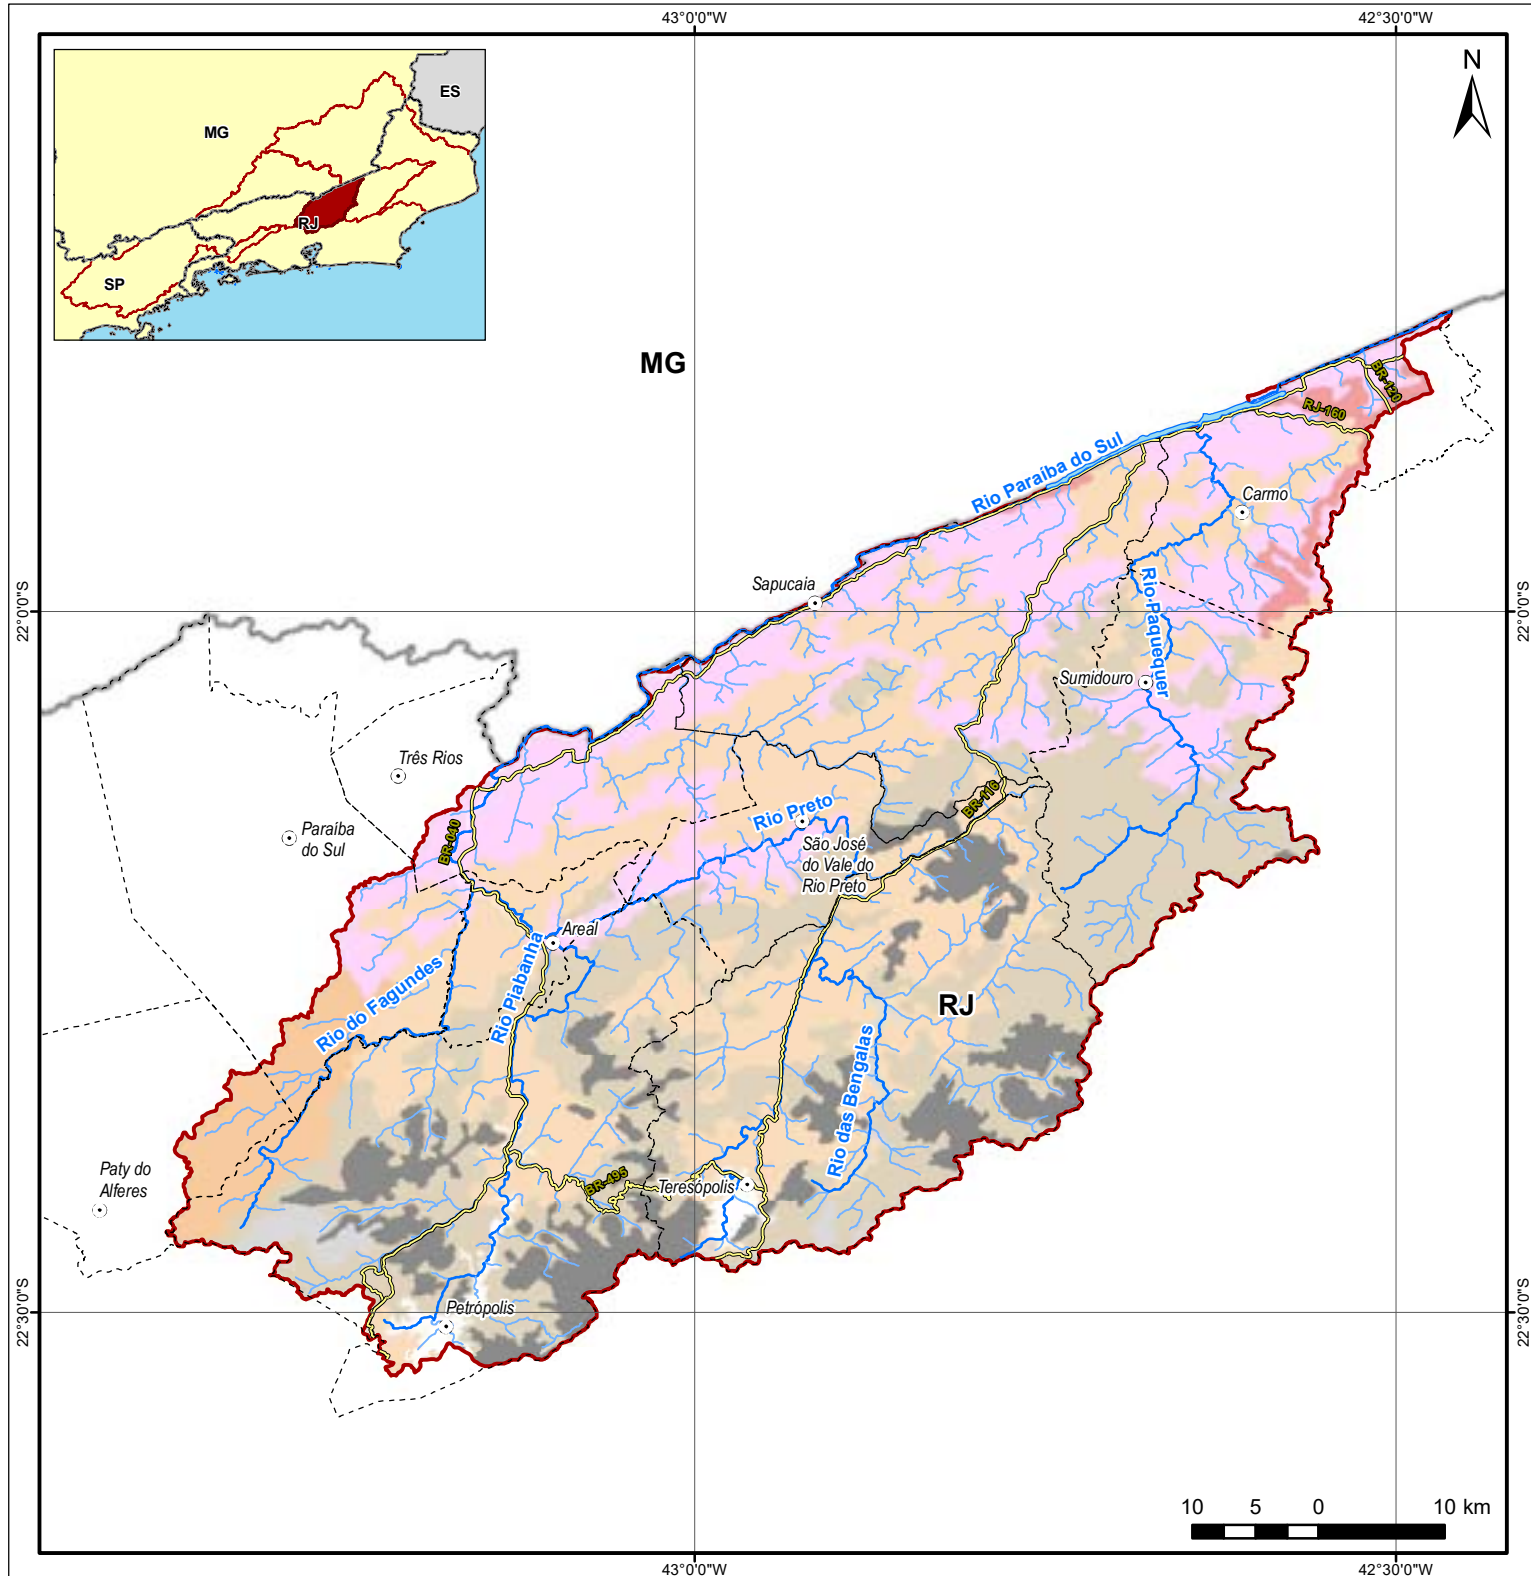 43°0'0"W
42°30'0"W
N
ES
MG
RJ
SP
MG
BR-120
RJ-160
Rio Paraíba do Sul
Carmo
Sapucaia
22°0'0"S
22°0'0"S
Rio Paquequer
Sumidouro
Três Rios
BR-116
Rio Preto
Paraíba
do Sul
BR-040
São José
do Vale do
Rio Preto
Areal
Rio do Fagundes
Rio Piabanha
RJ
Rio das Bengalas
Paty do
Alferes
BR-495
Teresópolis
Petrópolis
22°30'0"S
22°30'0"S
10 5 0 10 km
43°0'0"W
42°30'0"W